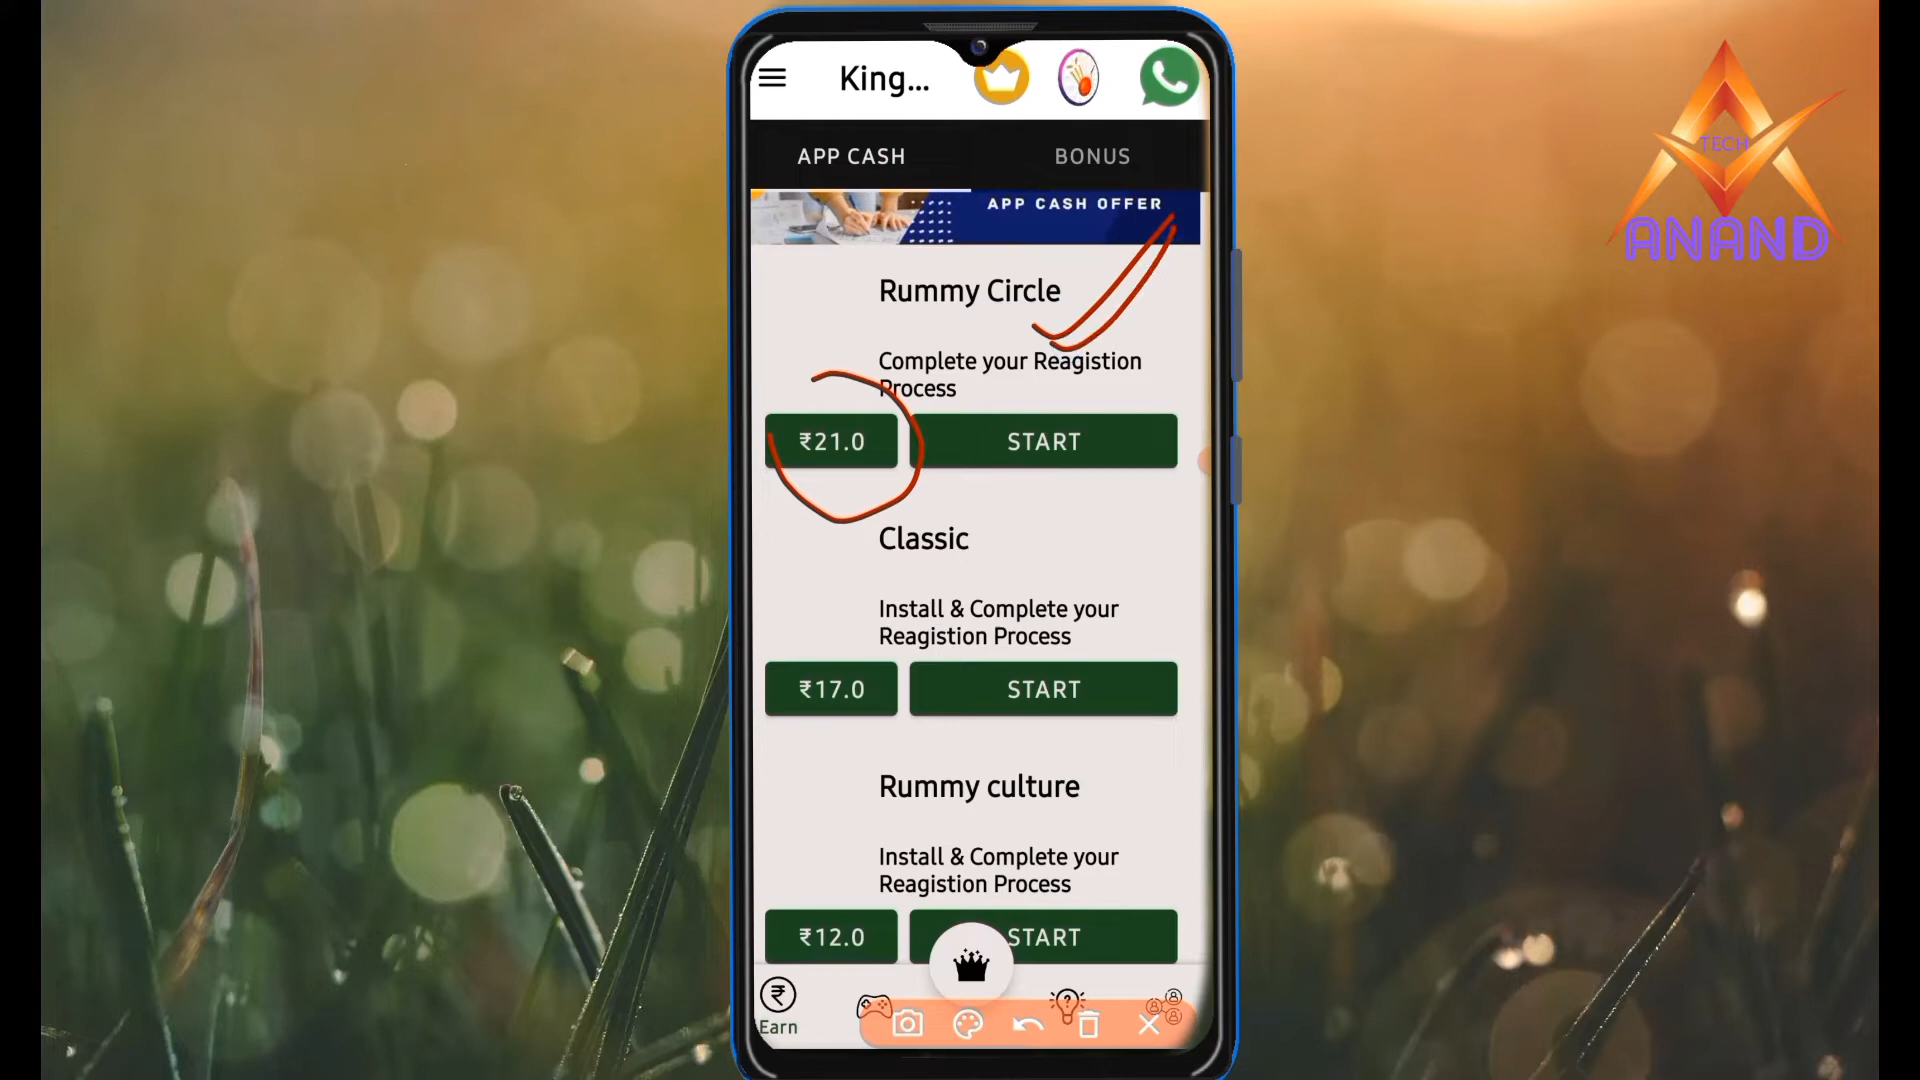 King...
APP CASH
BONUS
APP CASH OFFER
Rummy Circle
Complete your Reagistion
Process
₹21.0
START
Classic
Install & Complete your
Reagistion Process
₹17.0
START
Rummy culture
Install & Complete your
Reagistion Process
₹12.0
START
Earn
TECH
ANAND